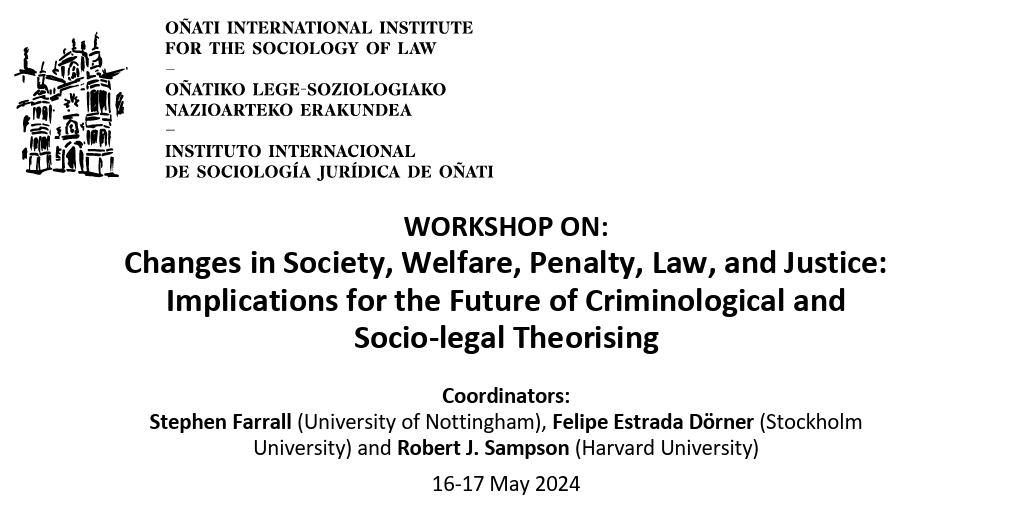 OÑATI INTERNATIONAL INSTITUTE
FOR THE SOCIOLOGY OF LAW
–
OÑATIKO LEGE-SOZIOLOGIAKO
NAZIOARTEKO ERAKUNDEA
–
INSTITUTO INTERNACIONAL
DE SOCIOLOGÍA JURÍDICA DE OÑATI
WORKSHOP ON:
Changes in Society, Welfare, Penalty, Law, and Justice:
Implications for the Future of Criminological and
Socio-legal Theorising
Coordinators:
Stephen Farrall (University of Nottingham), Felipe Estrada Dörner (Stockholm
University) and Robert J. Sampson (Harvard University)
16-17 May 2024